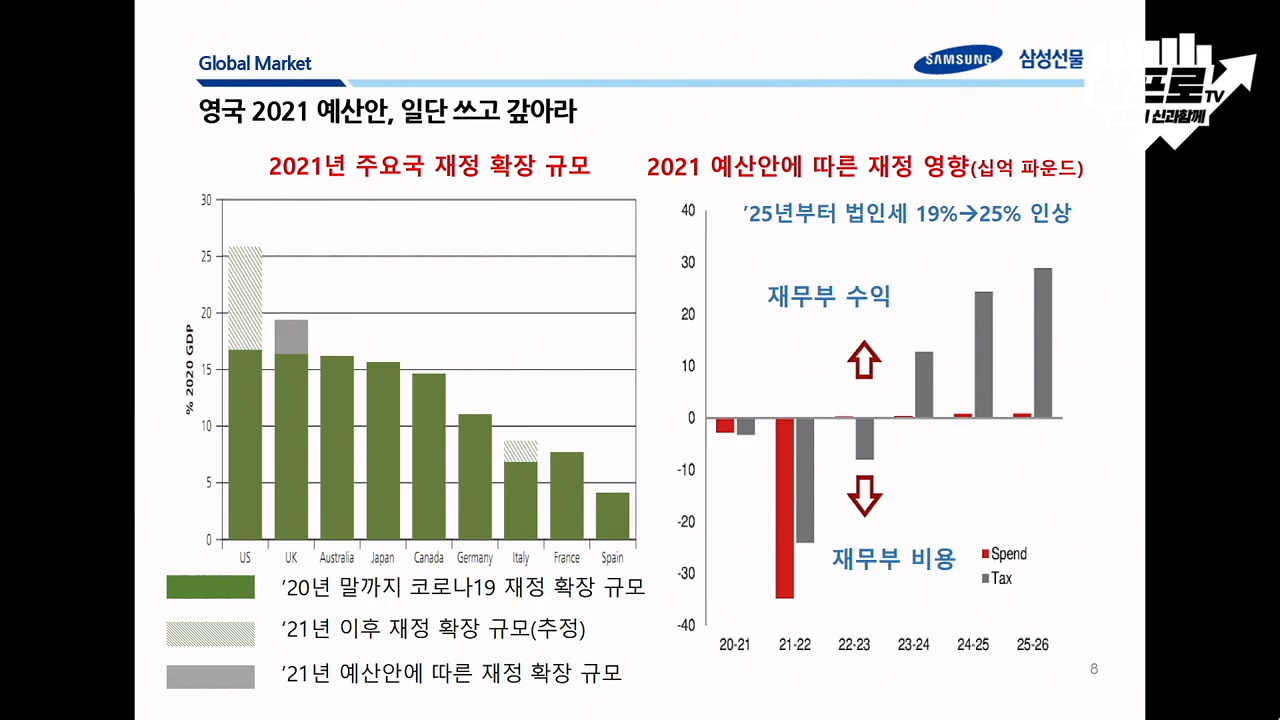 Global Market
SAMSUNG 삼성선물
프로TV
신과함께
영국 2021 예산안, 일단 쓰고 갚아라
2021년 주요국 재정 확장 규모
% 2020 GDP
30
25
20
15
10
5
0
US UK Australia Japan Canada Germany Italy France Spain
’20년 말까지 코로나19 재정 확장 규모
‘21년 이후 재정 확장 규모(추정)
’21년 예산안에 따른 재정 확장 규모
2021 예산안에 따른 재정 영향(십억 파운드)
’25년부터 법인세 19%→25% 인상
재무부 수익
재무부 비용
40
30
20
10
0
-10
-20
-30
-40
Spend
Tax
20-21 21-22 22-23 23-24 24-25 25-26
8